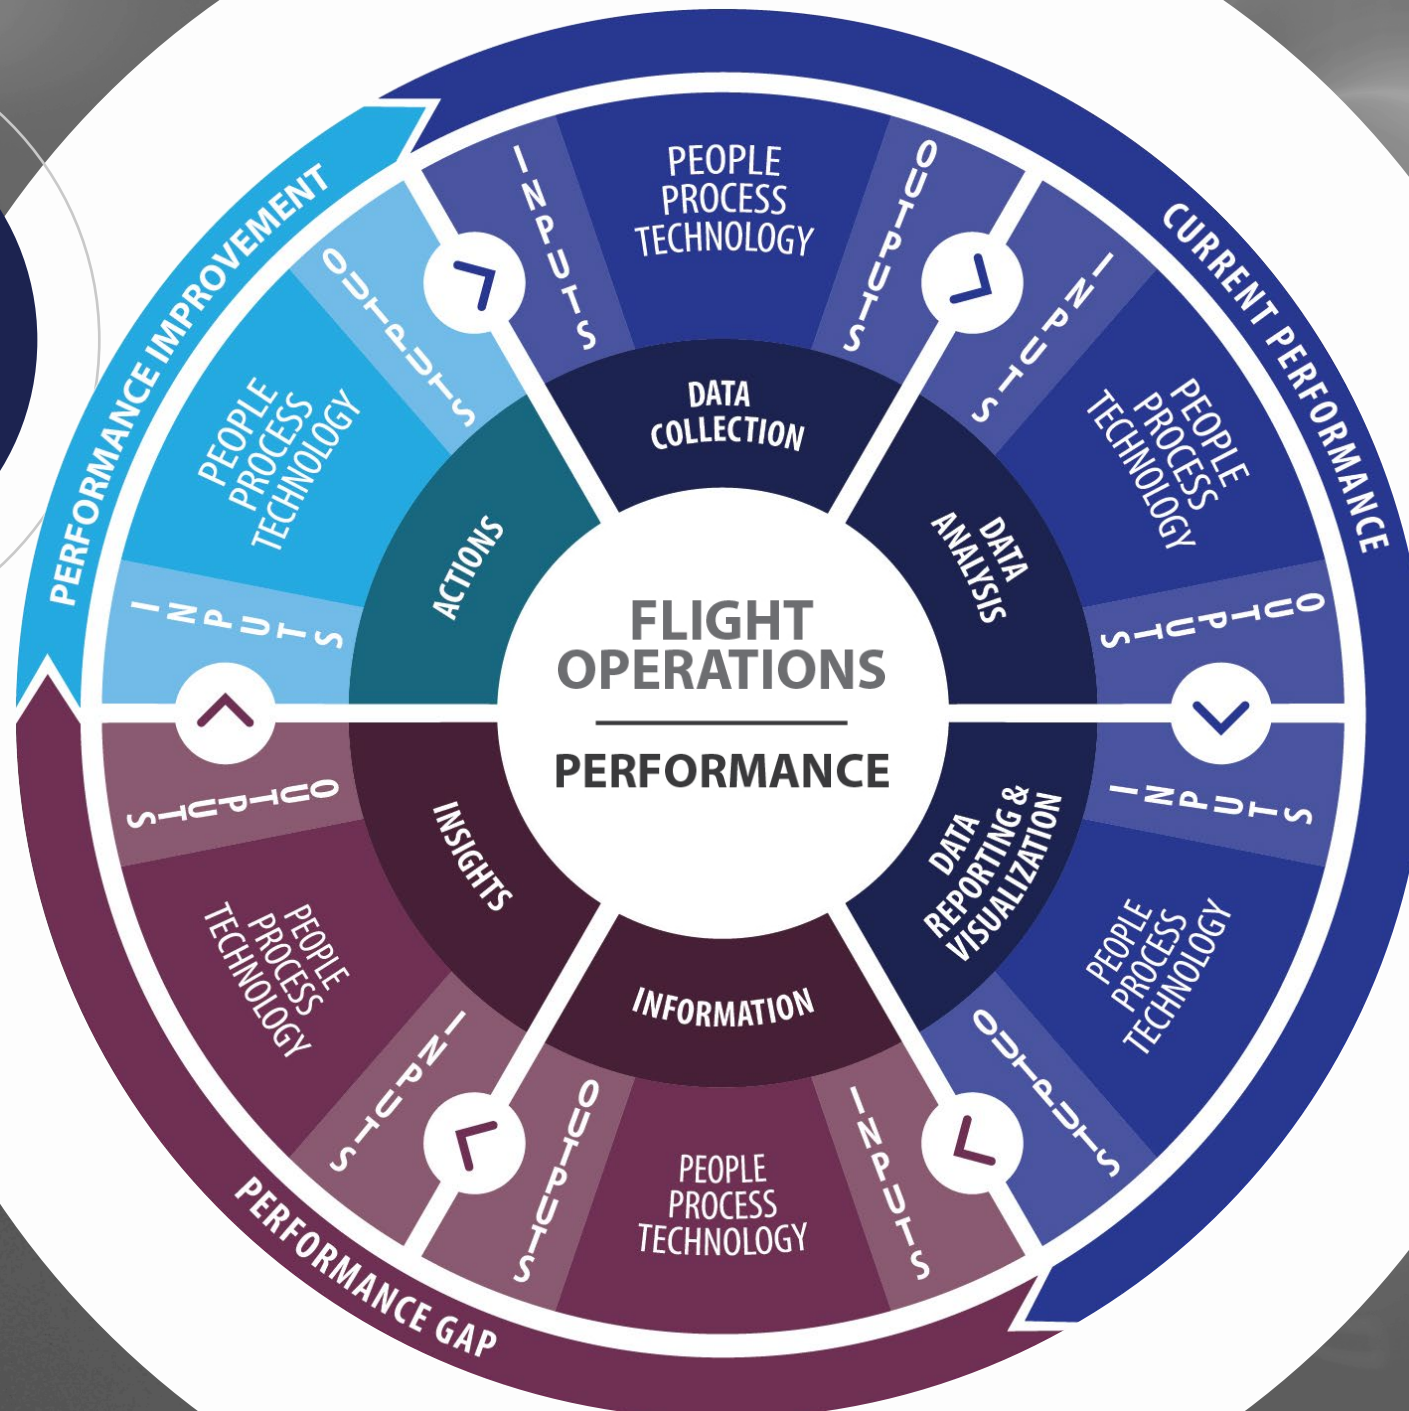 FLIGHT
OPERATIONS
PERFORMANCE
CURRENT PERFORMANCE
DATA
COLLECTION
INPUTS
PEOPLE
PROCESS
TECHNOLOGY
OUTPUTS
DATA
ANALYSIS
INPUTS
PEOPLE
PROCESS
TECHNOLOGY
OUTPUTS
DATA
REPORTING &
VISUALIZATION
INPUTS
PEOPLE
PROCESS
TECHNOLOGY
OUTPUTS
PERFORMANCE GAP
INFORMATION
INPUTS
PEOPLE
PROCESS
TECHNOLOGY
OUTPUTS
INSIGHTS
INPUTS
PEOPLE
PROCESS
TECHNOLOGY
OUTPUTS
PERFORMANCE IMPROVEMENT
ACTIONS
INPUTS
PEOPLE
PROCESS
TECHNOLOGY
OUTPUTS